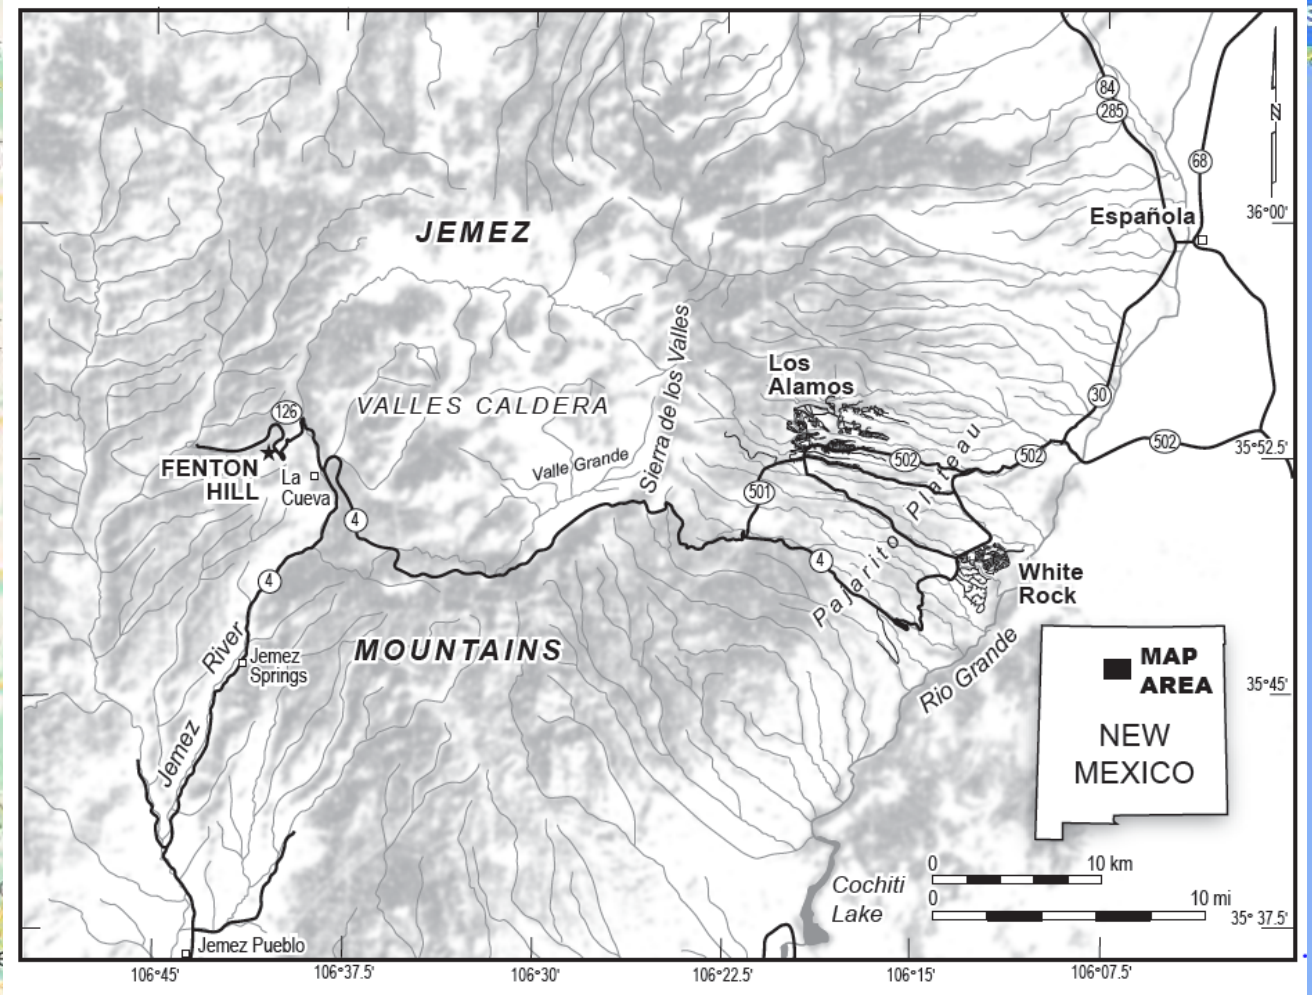 84
285
N
68
36°00'
Española
JEMEZ
Sierra de los Valles
Los
Alamos
30
126
VALLES CALDERA
502
502
502
35°52.5'
FENTON
HILL
La
Cueva
Valle Grande
501
Pajarito Plateau
4
4
4
White
Rock
River
Jemez
Springs
MOUNTAINS
Rio Grande
MAP
AREA
35°45'
NEW
MEXICO
Jemez
0
10 km
Cochiti
Lake
0
10 mi
35° 37.5'
Jemez Pueblo
106°45'
106°37.5'
106°30'
106°22.5'
106°15'
106°07.5'